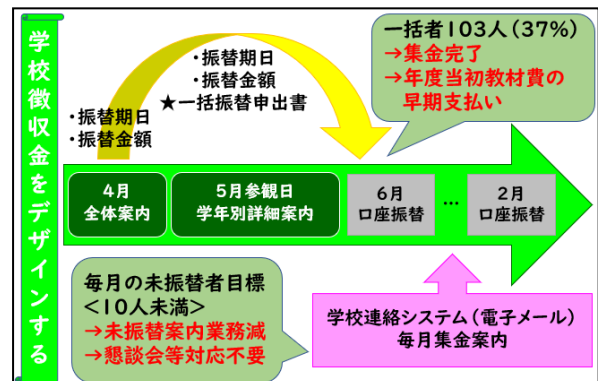 学校徴収金をデザインする
・振替期日
・振替金額
★一括振替申出書
・振替期日
・振替金額
一括者103人(37%)
→集金完了
→年度当初教材費の
早期支払い
4月
全体案内
5月参観日
学年別詳細案内
6月
口座振替
…
2月
口座振替
毎月の未振替者目標
<10人未満>
→未振替案内業務減
→懇談会等対応不要
学校連絡システム(電子メール)
毎月集金案内